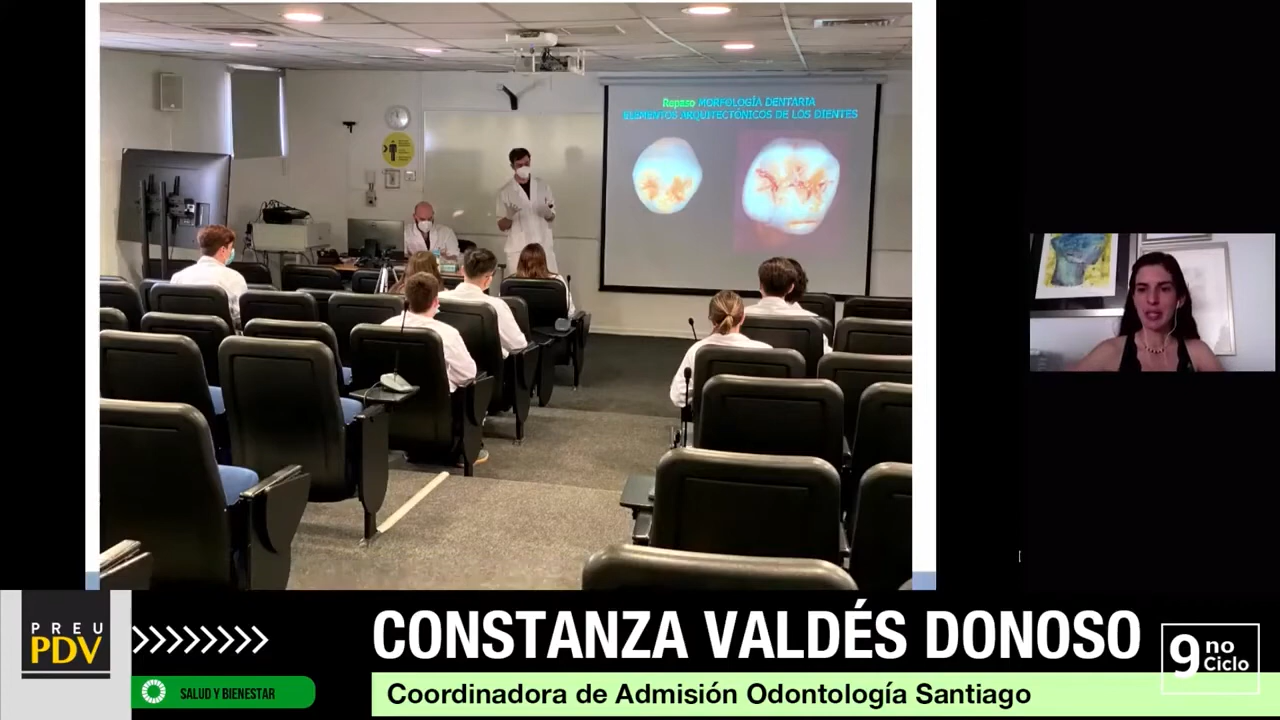 Repaso MORFOLOGÍA DENTARIA
ELEMENTOS ARQUITECTÓNICOS DE LOS DIENTES
PREU
PDV
SALUD Y BIENESTAR
CONSTANZA VALDÉS DONOSO
Coordinadora de Admisión Odontología Santiago
9no
Ciclo